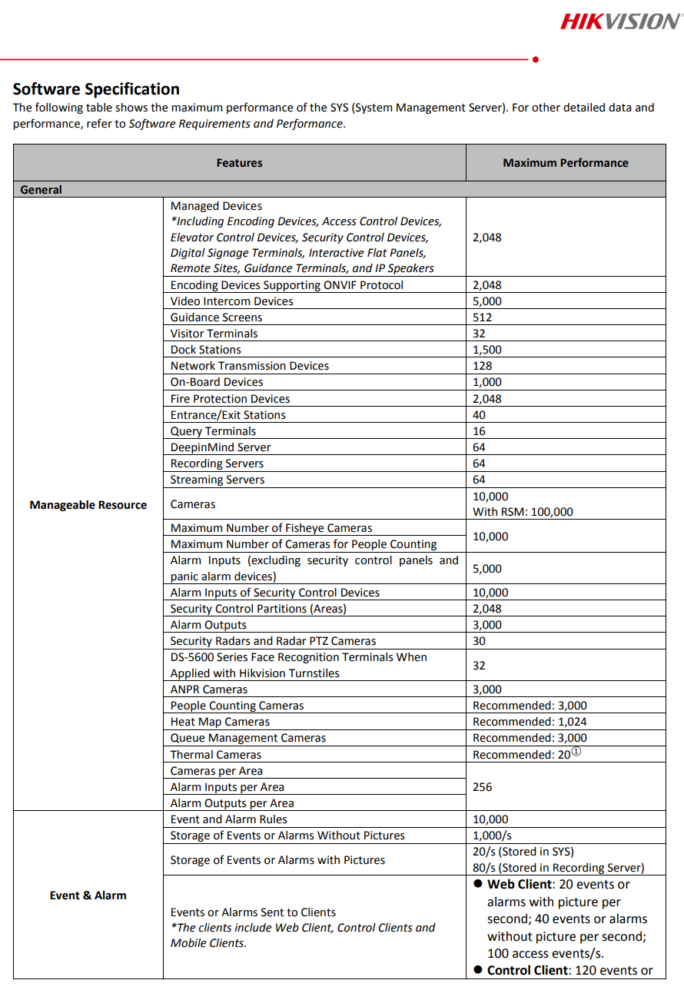 HIKVISION
Software Specification
The following table shows the maximum performance of the SYS (System Management Server). For other detailed data and
performance, refer to Software Requirements and Performance.
Features
Maximum Performance
General
Manageable Resource
Managed Devices
*Including Encoding Devices, Access Control Devices,
Elevator Control Devices, Security Control Devices,
Digital Signage Terminals, Interactive Flat Panels,
Remote Sites, Guidance Terminals, and IP Speakers
2,048
Encoding Devices Supporting ONVIF Protocol
2,048
Video Intercom Devices
5,000
Guidance Screens
512
Visitor Terminals
32
Dock Stations
1,500
Network Transmission Devices
128
On-Board Devices
1,000
Fire Protection Devices
2,048
Entrance/Exit Stations
40
Query Terminals
16
DeepinMind Server
64
Recording Servers
64
Streaming Servers
64
Cameras
10,000
With RSM: 100,000
Maximum Number of Fisheye Cameras
Maximum Number of Cameras for People Counting
10,000
Alarm Inputs (excluding security control panels and
panic alarm devices)
5,000
Alarm Inputs of Security Control Devices
10,000
Security Control Partitions (Areas)
2,048
Alarm Outputs
3,000
Security Radars and Radar PTZ Cameras
30
DS-5600 Series Face Recognition Terminals When
Applied with Hikvision Turnstiles
32
ANPR Cameras
3,000
People Counting Cameras
Recommended: 3,000
Heat Map Cameras
Recommended: 1,024
Queue Management Cameras
Recommended: 3,000
Thermal Cameras
Recommended: 20①
Cameras per Area
Alarm Inputs per Area
Alarm Outputs per Area
256
Event & Alarm
Event and Alarm Rules
10,000
Storage of Events or Alarms Without Pictures
1,000/s
Storage of Events or Alarms with Pictures
20/s (Stored in SYS)
80/s (Stored in Recording Server)
Events or Alarms Sent to Clients
*The clients include Web Client, Control Clients and
Mobile Clients.
● Web Client: 20 events or
alarms with picture per
second; 40 events or alarms
without picture per second;
100 access events/s.
● Control Client: 120 events or